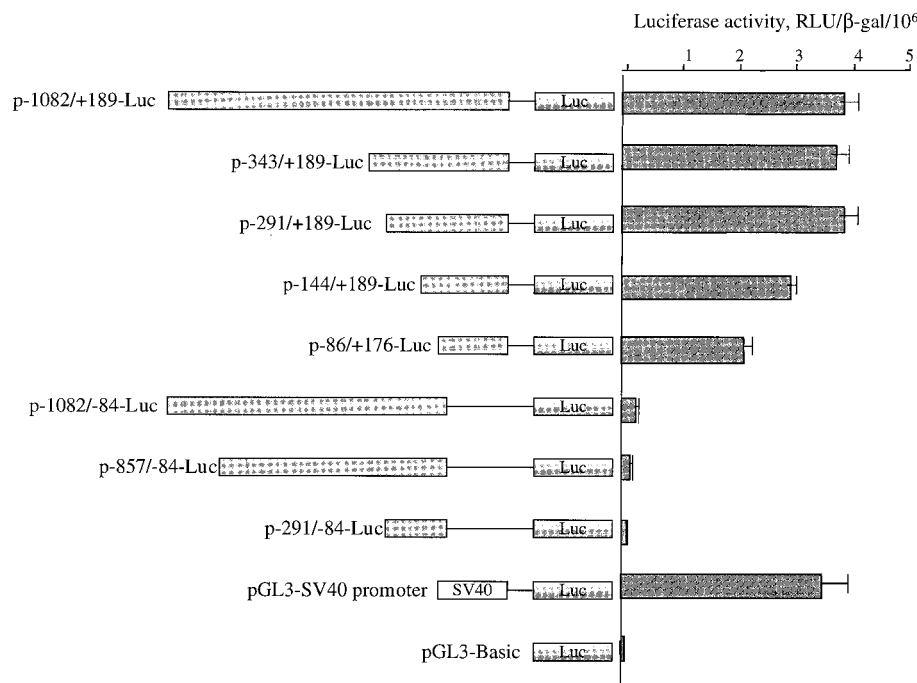 Luciferase activity, RLU/β-gal/10⁶
1 2 3 4 5
p-1082/+189-Luc Luc
p-343/+189-Luc Luc
p-291/+189-Luc Luc
p-144/+189-Luc Luc
p-86/+176-Luc Luc
p-1082/-84-Luc Luc
p-857/-84-Luc Luc
p-291/-84-Luc Luc
pGL3-SV40 promoter SV40 Luc
pGL3-Basic Luc